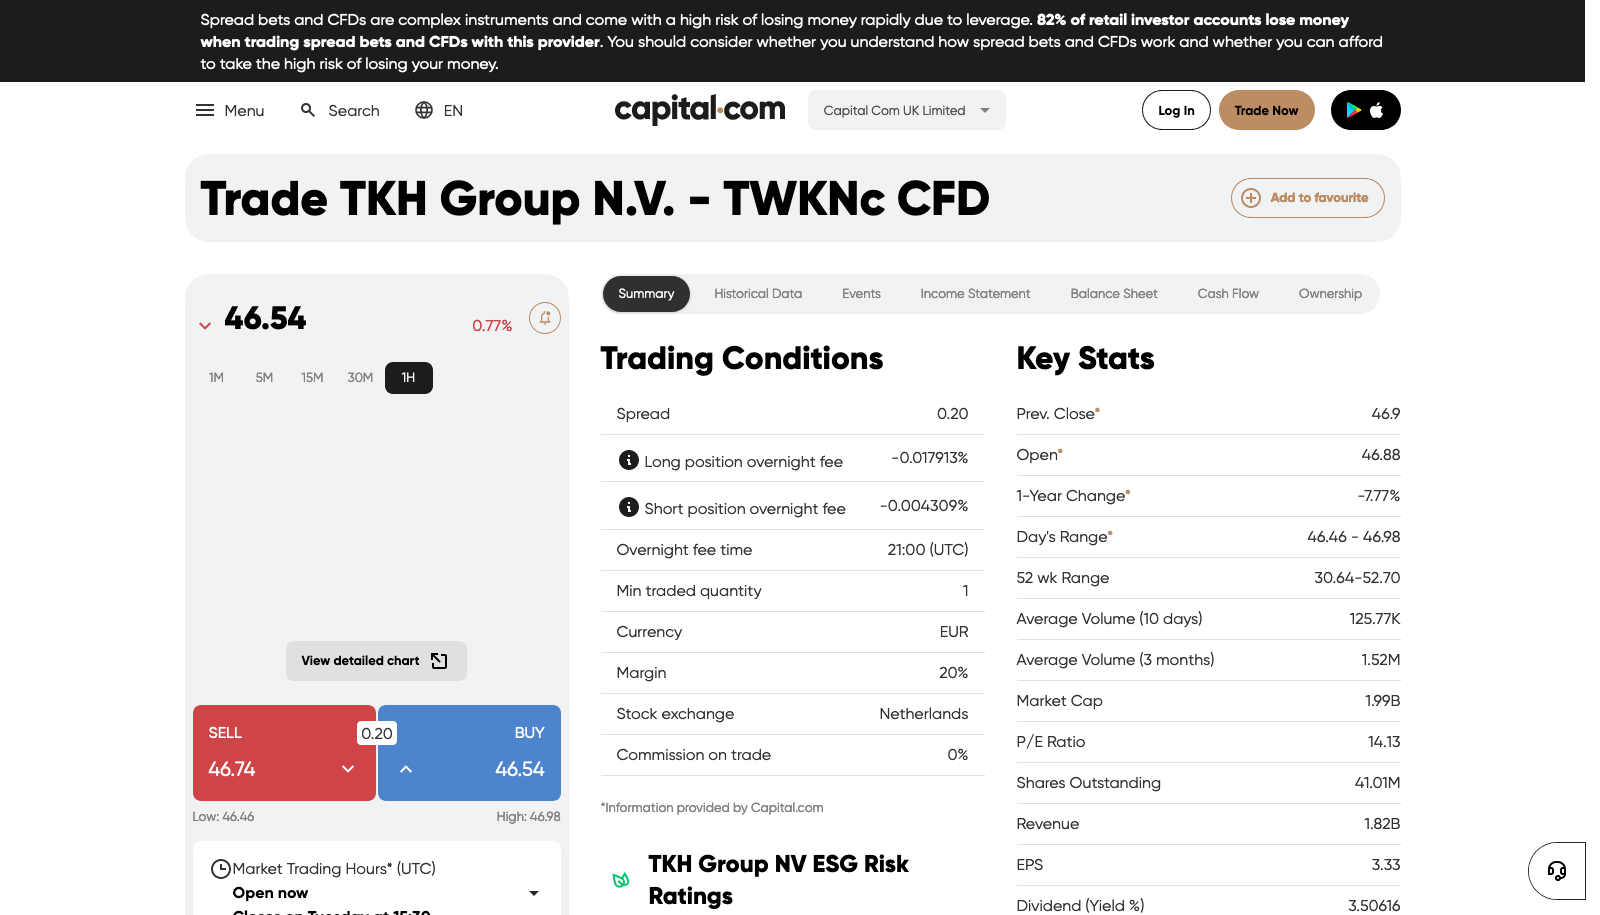 Spread bets and CFDs are complex instruments and come with a high risk of losing money rapidly due to leverage. 82% of retail investor accounts lose money
when trading spread bets and CFDs with this provider. You should consider whether you understand how spread bets and CFDs work and whether you can afford
to take the high risk of losing your money.
Menu Search EN capital.com Capital Com UK Limited Log In Trade Now
Trade TKH Group N.V. - TWKNc CFD Add to favourite
46.54 0.77%
1M 5M 15M 30M 1H
View detailed chart
SELL 0.20 BUY
46.74 46.54
Low: 46.46 High: 46.98
Market Trading Hours* (UTC)
Open now
Closes on Tuesday at 15:30
Summary Historical Data Events Income Statement Balance Sheet Cash Flow Ownership
Trading Conditions
Spread 0.20
Long position overnight fee -0.017913%
Short position overnight fee -0.004309%
Overnight fee time 21:00 (UTC)
Min traded quantity 1
Currency EUR
Margin 20%
Stock exchange Netherlands
Commission on trade 0%
*Information provided by Capital.com
TKH Group NV ESG Risk
Ratings
Key Stats
Prev. Close* 46.9
Open* 46.88
1-Year Change* -7.77%
Day's Range* 46.46 - 46.98
52 wk Range 30.64-52.70
Average Volume (10 days) 125.77K
Average Volume (3 months) 1.52M
Market Cap 1.99B
P/E Ratio 14.13
Shares Outstanding 41.01M
Revenue 1.82B
EPS 3.33
Dividend (Yield %) 3.50616